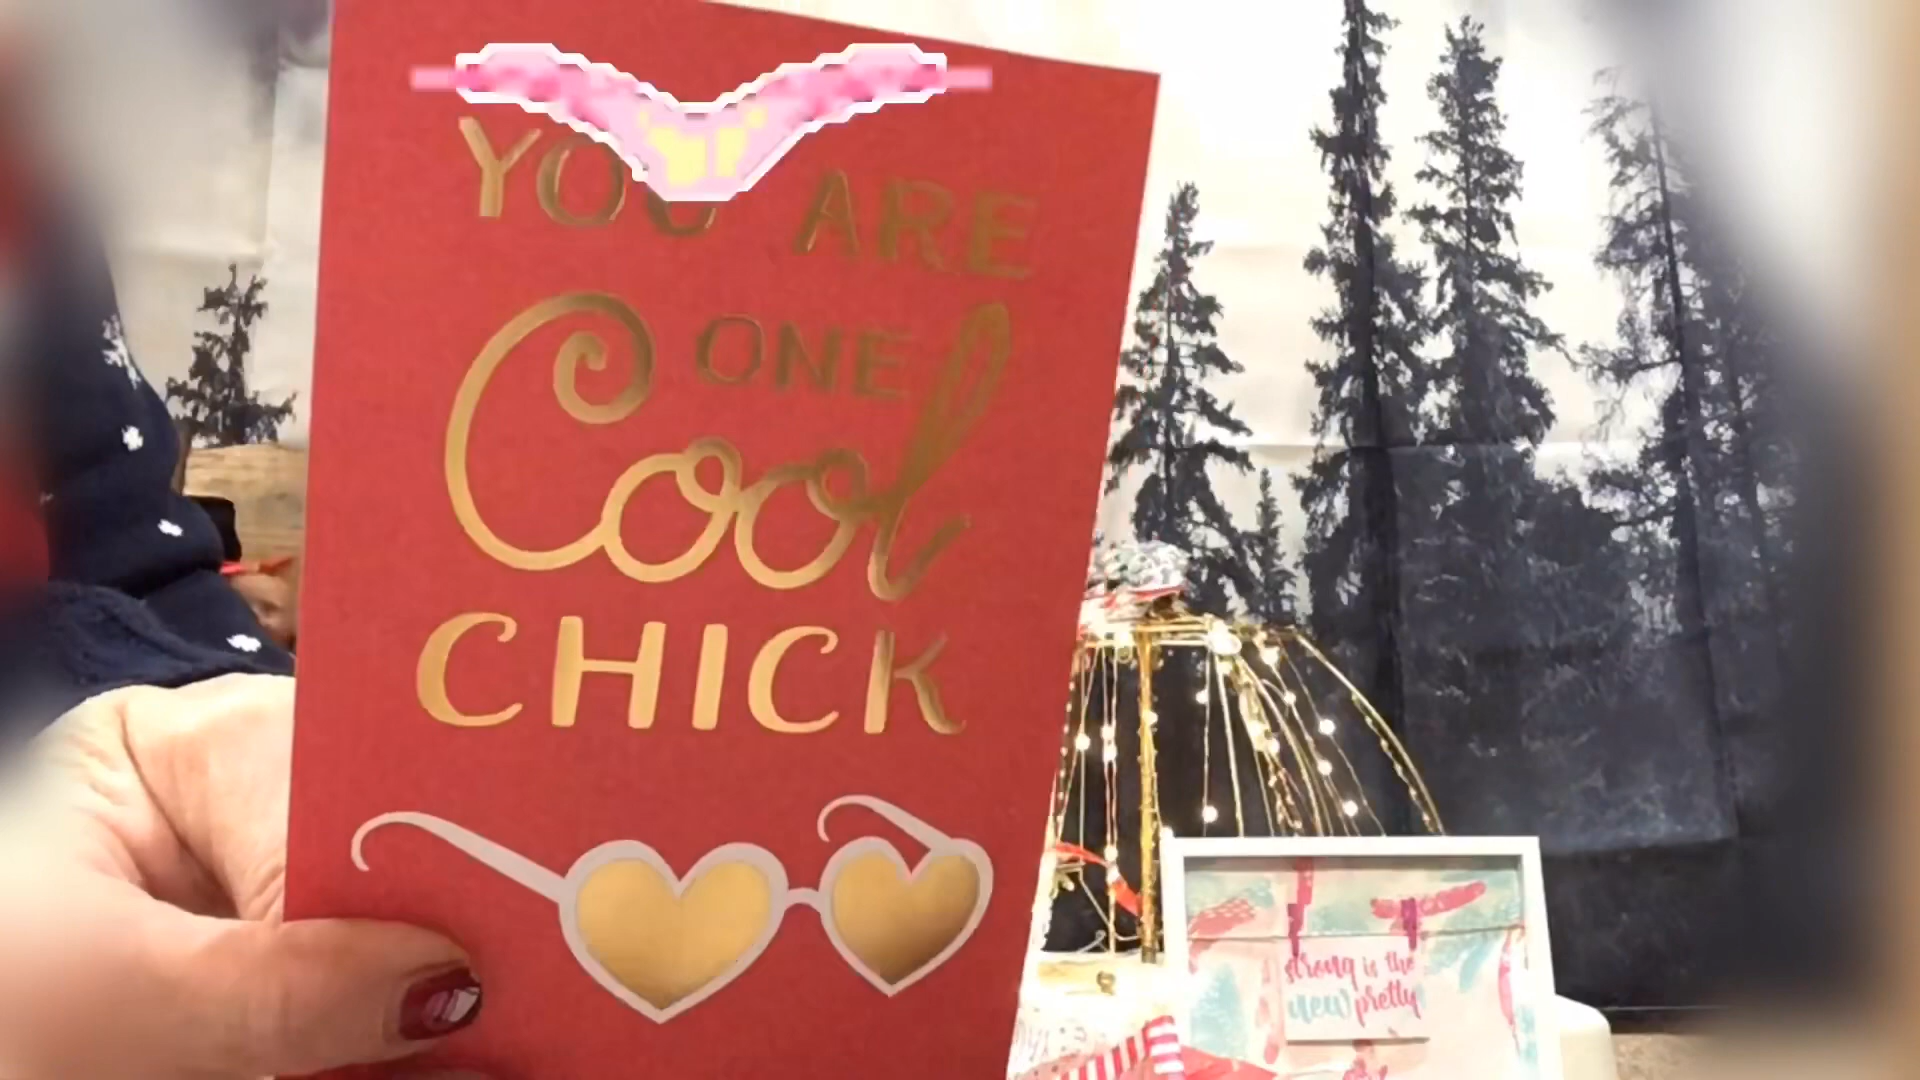 YOU ARE
ONE
Cool
CHICK
strong is the
new pretty